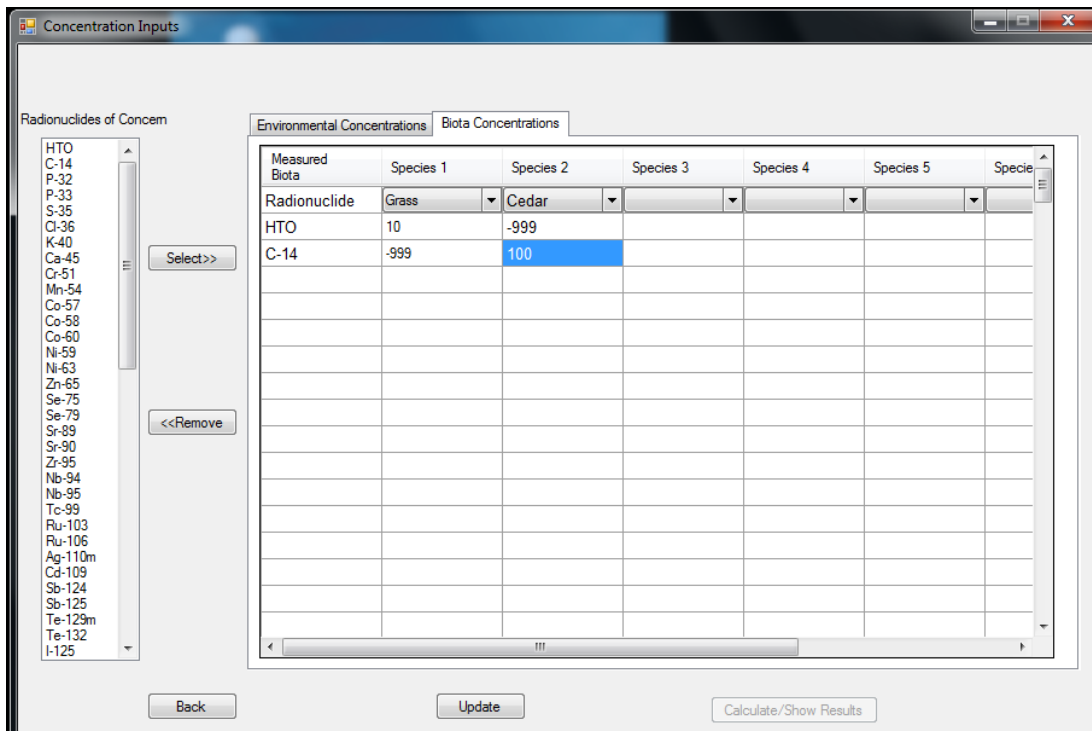 Concentration Inputs
Radionuclides of Concern
HTO
C-14
P-32
P-33
S-35
Cl-36
K-40
Ca-45
Cr-51
Mn-54
Co-57
Co-58
Co-60
Ni-59
Ni-63
Zn-65
Se-75
Se-79
Sr-89
Sr-90
Zr-95
Nb-94
Nb-95
Tc-99
Ru-103
Ru-106
Ag-110m
Cd-109
Sb-124
Sb-125
Te-129m
Te-132
I-125
Select>>
<<Remove
Environmental Concentrations Biota Concentrations
Measured Biota Species 1 Species 2 Species 3 Species 4 Species 5 Specie
Radionuclide Grass Cedar
HTO 10 -999
C-14 -999 100
Back Update Calculate/Show Results